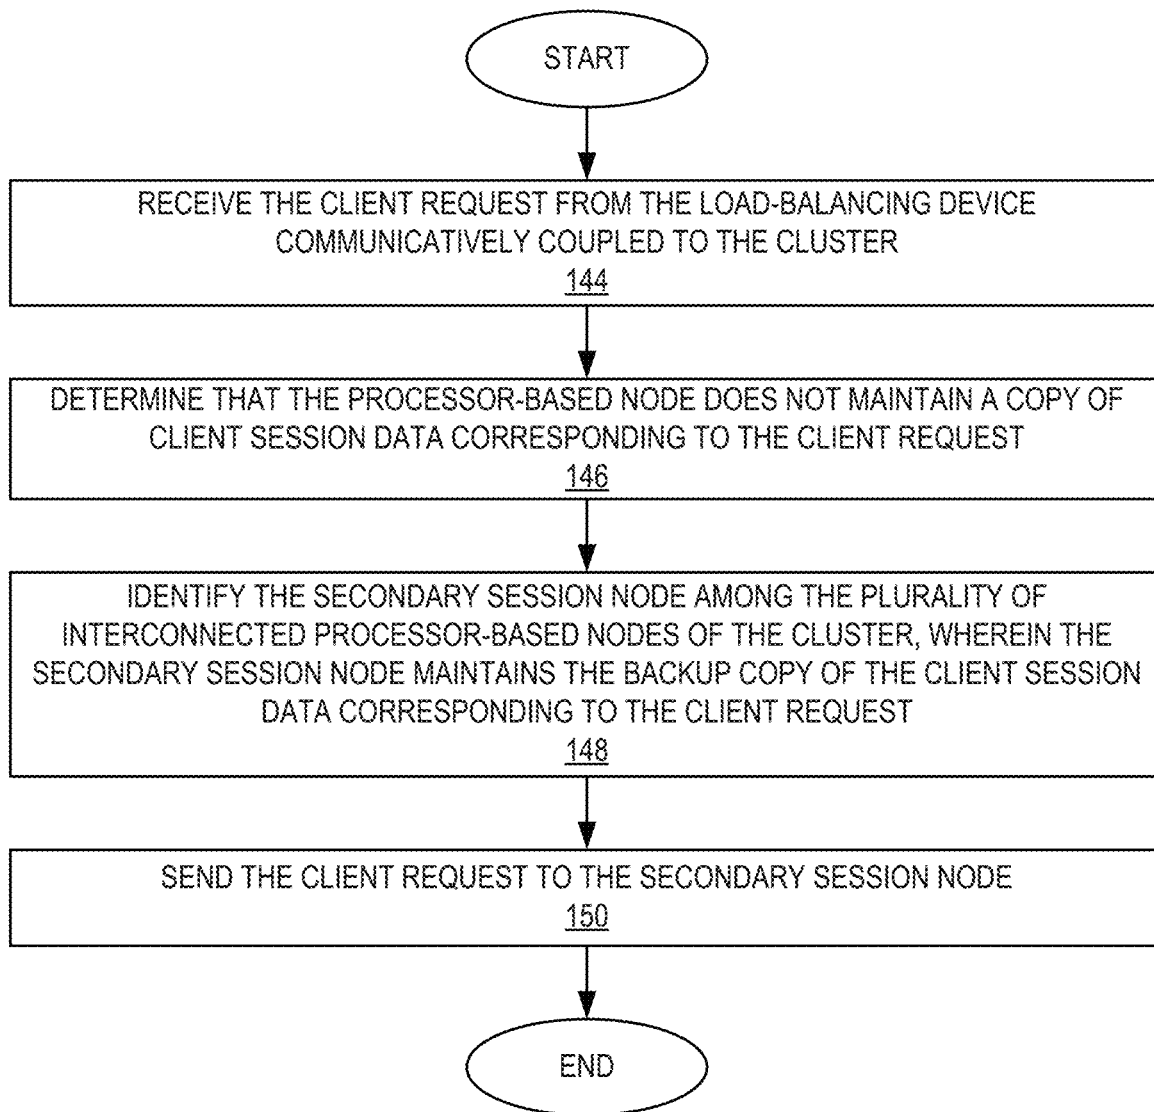 START
RECEIVE THE CLIENT REQUEST FROM THE LOAD-BALANCING DEVICE
COMMUNICATIVELY COUPLED TO THE CLUSTER
144
DETERMINE THAT THE PROCESSOR-BASED NODE DOES NOT MAINTAIN A COPY OF
CLIENT SESSION DATA CORRESPONDING TO THE CLIENT REQUEST
146
IDENTIFY THE SECONDARY SESSION NODE AMONG THE PLURALITY OF
INTERCONNECTED PROCESSOR-BASED NODES OF THE CLUSTER, WHEREIN THE
SECONDARY SESSION NODE MAINTAINS THE BACKUP COPY OF THE CLIENT SESSION
DATA CORRESPONDING TO THE CLIENT REQUEST
148
SEND THE CLIENT REQUEST TO THE SECONDARY SESSION NODE
150
END